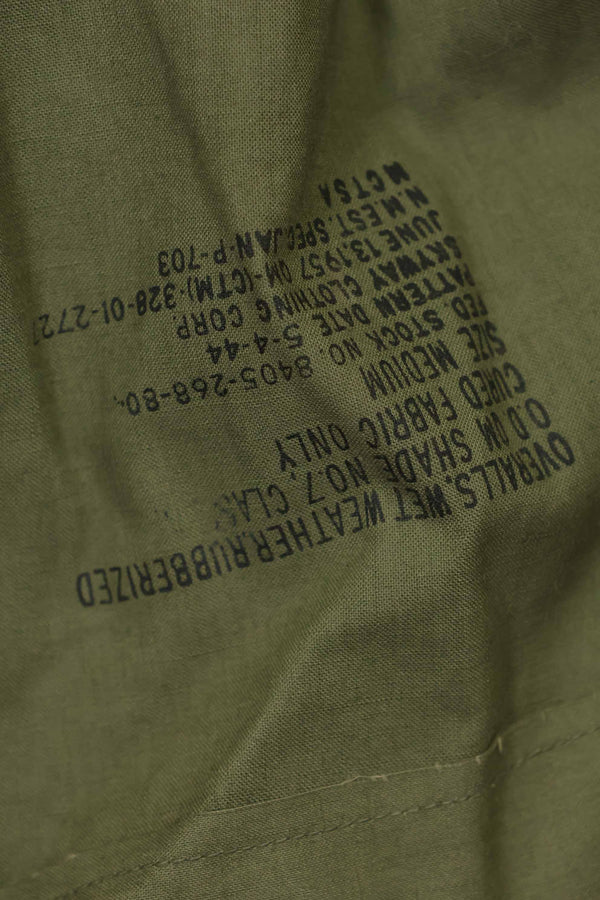 OVERALLS, WET WEATHER, RUBBERIZED
O.D. QM SHADE NO. 7, CLAS
CURED FABRIC ONLY
SIZE MEDIUM
FED. STOCK NO. 8405-268-80
PATTERN DATE 5-4-44
SKYWAY CLOTHING CORP.
JUNE 13,1957 QM-(CTM)-328-01-272
N.M.EST. SPEC.JAN-P-703
M CTSA